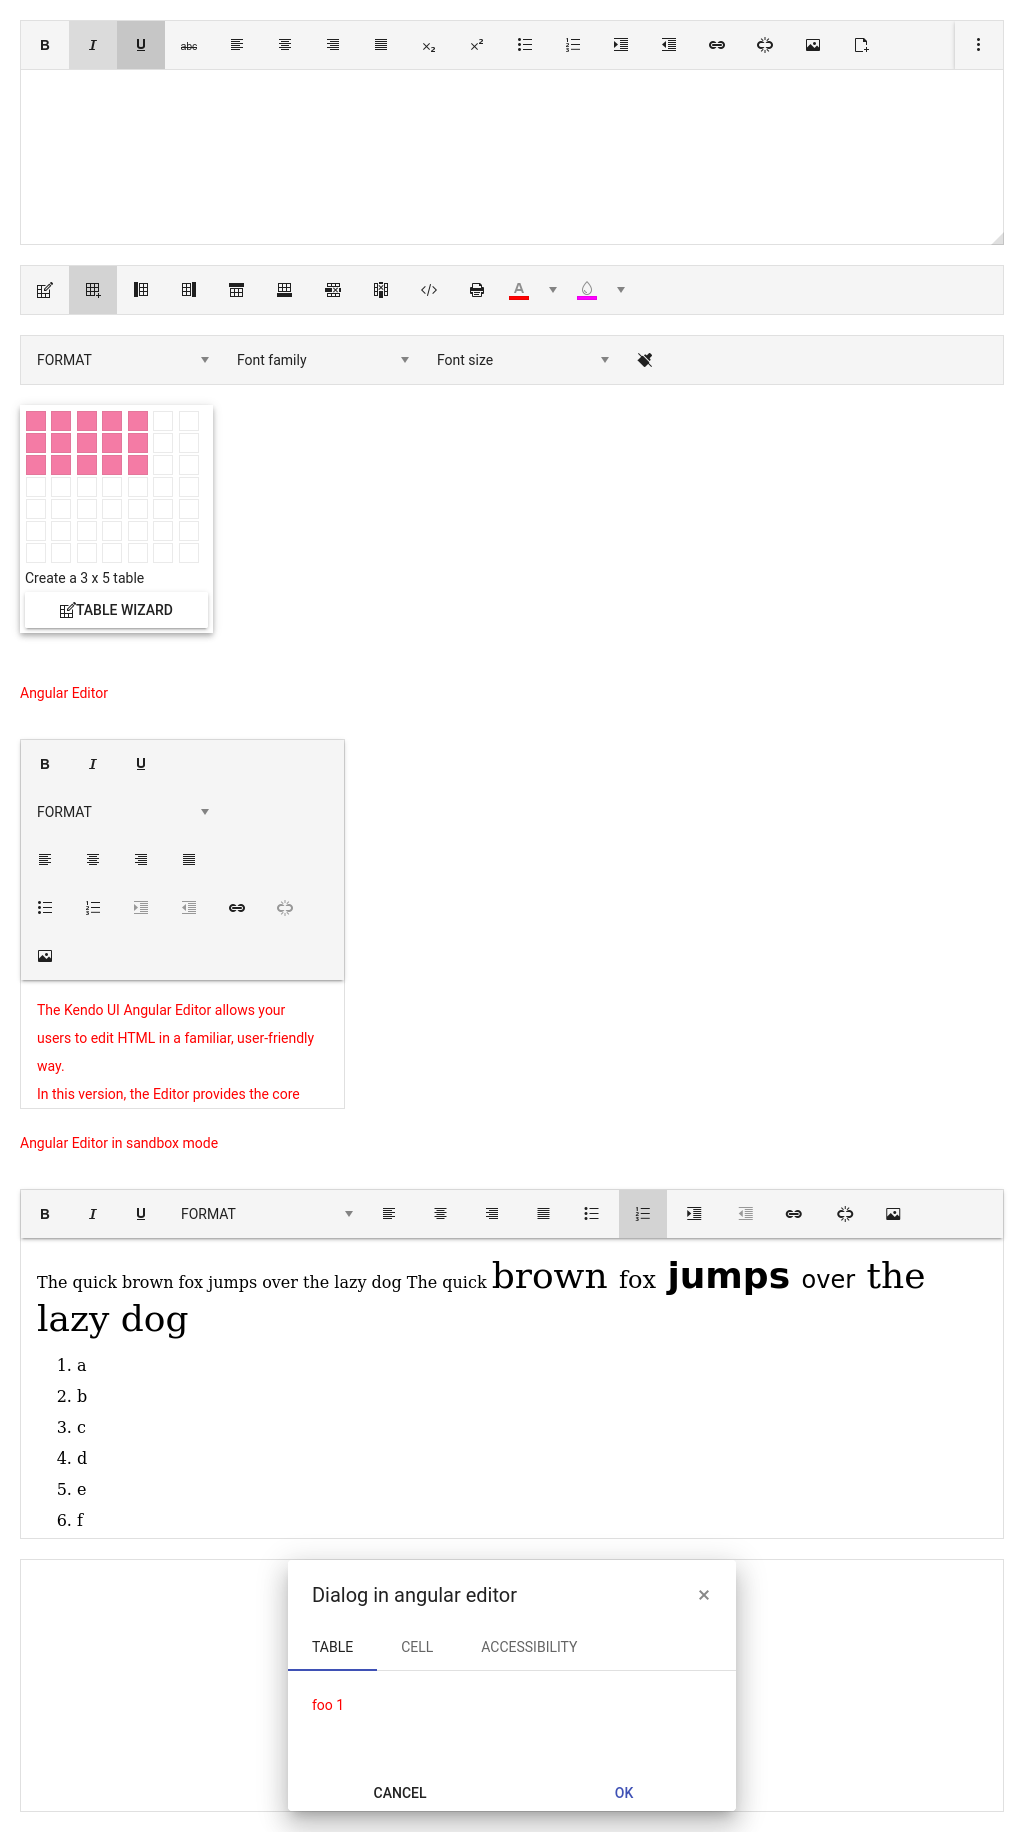 B I U abc x₂ x²
A
FORMAT Font family Font size
Create a 3 x 5 table
TABLE WIZARD
Angular Editor
B I U
FORMAT
The Kendo UI Angular Editor allows your
users to edit HTML in a familiar, user-friendly
way.
In this version, the Editor provides the core
Angular Editor in sandbox mode
B I U FORMAT
The quick brown fox jumps over the lazy dog The quick brown fox jumps over the
lazy dog
1. a
2. b
3. c
4. d
5. e
6. f
Dialog in angular editor ×
TABLE CELL ACCESSIBILITY
foo 1
CANCEL OK